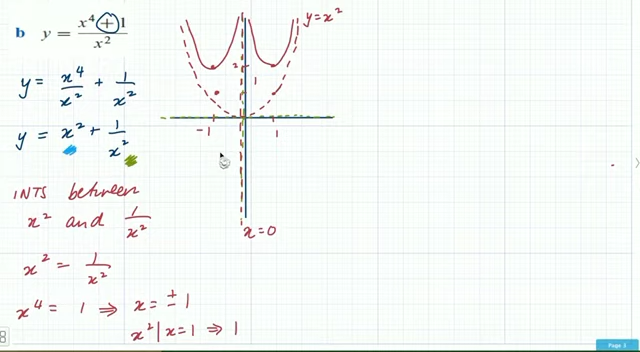 b y = (x⁴ + 1)/x²
y = x⁴/x² + 1/x²
y = x² + 1/x²
INTS between
x² and 1/x²
x² = 1/x²
x⁴ = 1 ⇒ x = ± 1
x² | x = 1 ⇒ 1
y = x²
2
1
-1
1
x = 0
8
Page 3